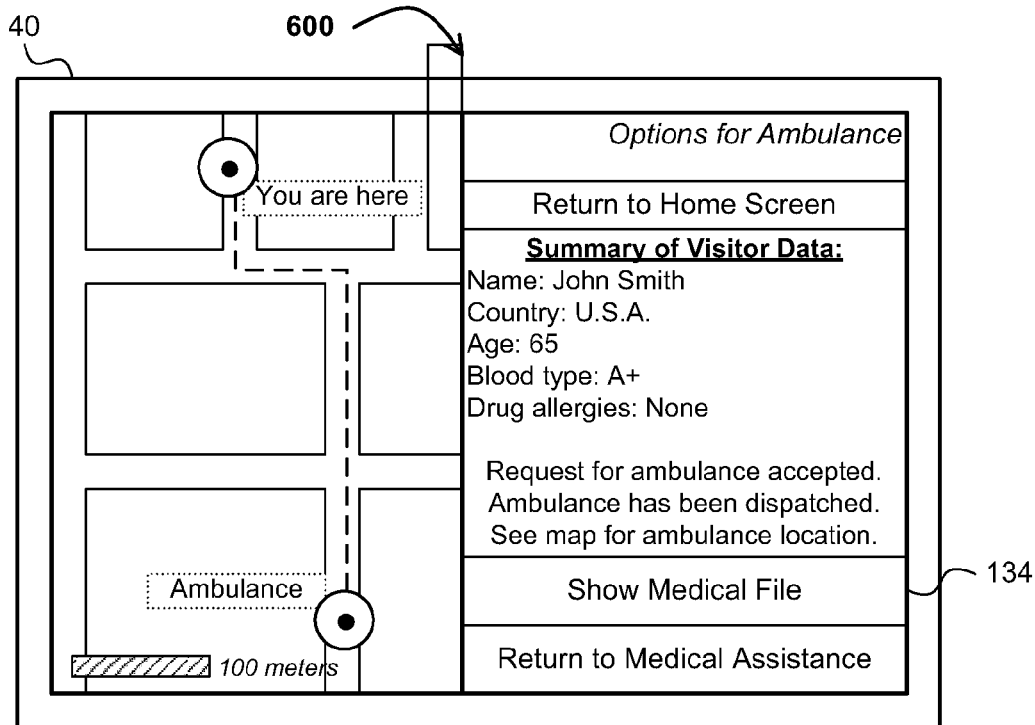 40
600
Options for Ambulance
You are here
Return to Home Screen
Summary of Visitor Data:
Name: John Smith
Country: U.S.A.
Age: 65
Blood type: A+
Drug allergies: None
Request for ambulance accepted.
Ambulance has been dispatched.
See map for ambulance location.
Ambulance
Show Medical File
134
100 meters
Return to Medical Assistance